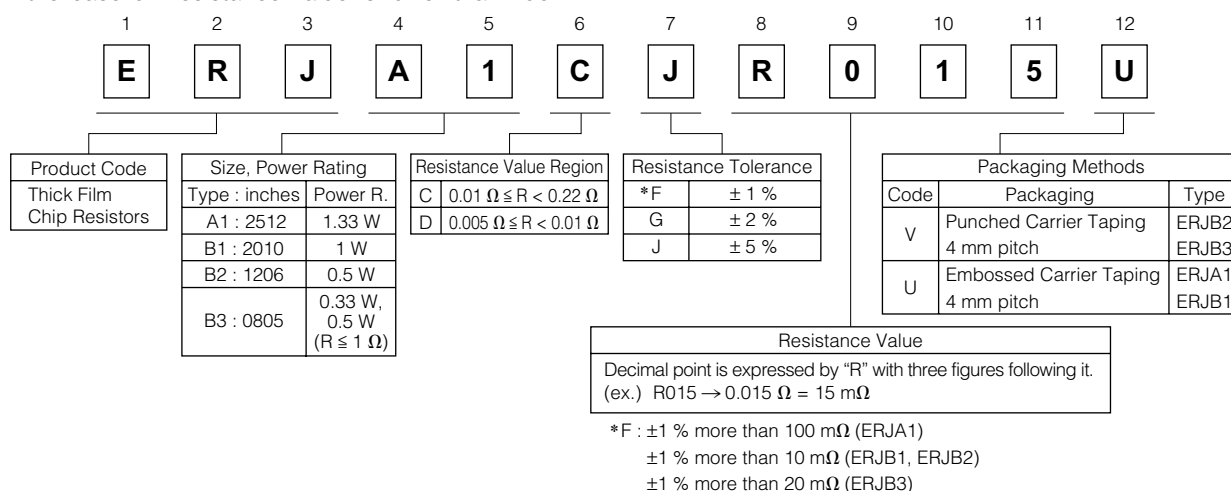 1 2 3 4 5 6 7 8 9 10 11 12
E R J A 1 C J R 0 1 5 U
Product Code
Thick Film
Chip Resistors
Size, Power Rating
Type : inches Power R.
A1 : 2512 1.33 W
B1 : 2010 1 W
B2 : 1206 0.5 W
B3 : 0805 0.33 W,
0.5 W
(R ≦ 1 Ω)
Resistance Value Region
C 0.01 Ω ≦ R < 0.22 Ω
D 0.005 Ω ≦ R < 0.01 Ω
Resistance Tolerance
*F ± 1 %
G ± 2 %
J ± 5 %
Packaging Methods
Code Packaging Type
V Punched Carrier Taping ERJB2
4 mm pitch ERJB3
U Embossed Carrier Taping ERJA1
4 mm pitch ERJB1
Resistance Value
Decimal point is expressed by “R” with three figures following it.
(ex.) R015 → 0.015 Ω = 15 mΩ
*F : ±1 % more than 100 mΩ (ERJA1)
±1 % more than 10 mΩ (ERJB1, ERJB2)
±1 % more than 20 mΩ (ERJB3)